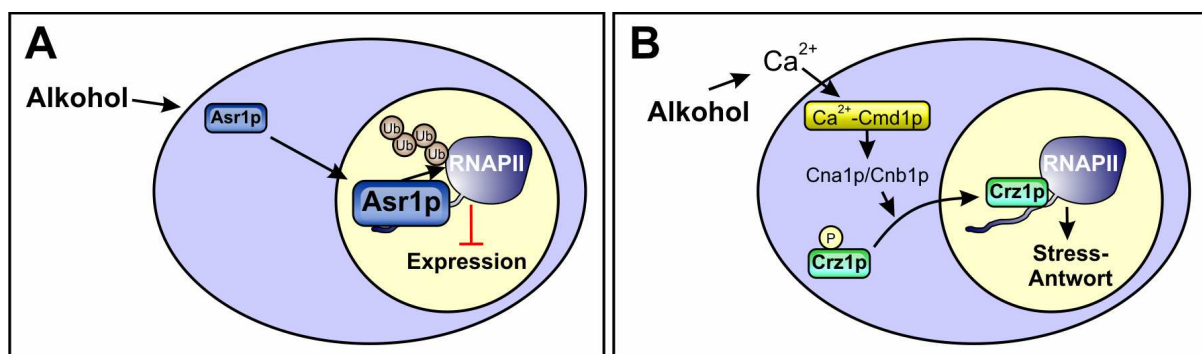 A
Alkohol
Asr1p
Ub
Ub
Ub
Ub
RNAPII
Asr1p
Expression
B
Ca2+
Alkohol
Ca2+-Cmd1p
Cna1p/Cnb1p
P
Crz1p
Crz1p
RNAPII
Stress-
Antwort